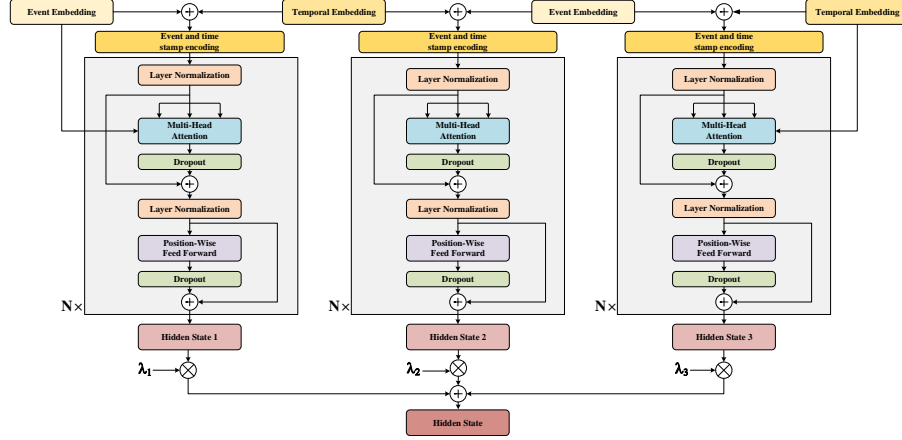 Event Embedding
Temporal Embedding
Event Embedding
Temporal Embedding
Event and time
stamp encoding
Event and time
stamp encoding
Event and time
stamp encoding
Layer Normalization
Layer Normalization
Layer Normalization
Multi-Head
Attention
Multi-Head
Attention
Multi-Head
Attention
Dropout
Dropout
Dropout
Layer Normalization
Layer Normalization
Layer Normalization
Position-Wise
Feed Forward
Position-Wise
Feed Forward
Position-Wise
Feed Forward
Dropout
Dropout
Dropout
N×
N×
N×
Hidden State 1
Hidden State 2
Hidden State 3
λ1
λ2
λ3
Hidden State